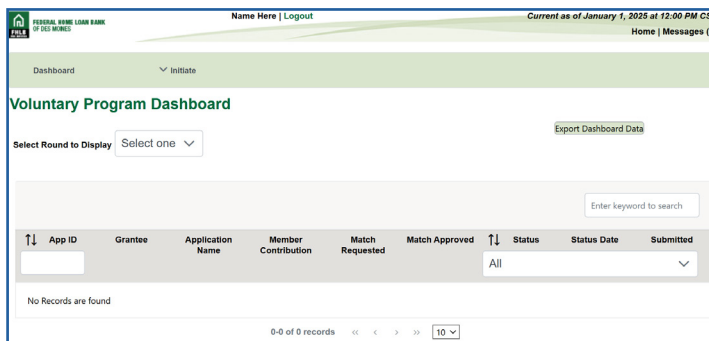 FEDERAL HOME LOAN BANK
OF DES MOINES
FHLB
Name Here | Logout
Current as of January 1, 2025 at 12:00 PM CS
Home | Messages (
Dashboard
Initiate
Voluntary Program Dashboard
Export Dashboard Data
Select Round to Display
Select one
Enter keyword to search
App ID Grantee Application Name Member Contribution Match Requested Match Approved Status Status Date Submitted
All
No Records are found
0-0 of 0 records << < > >> 10